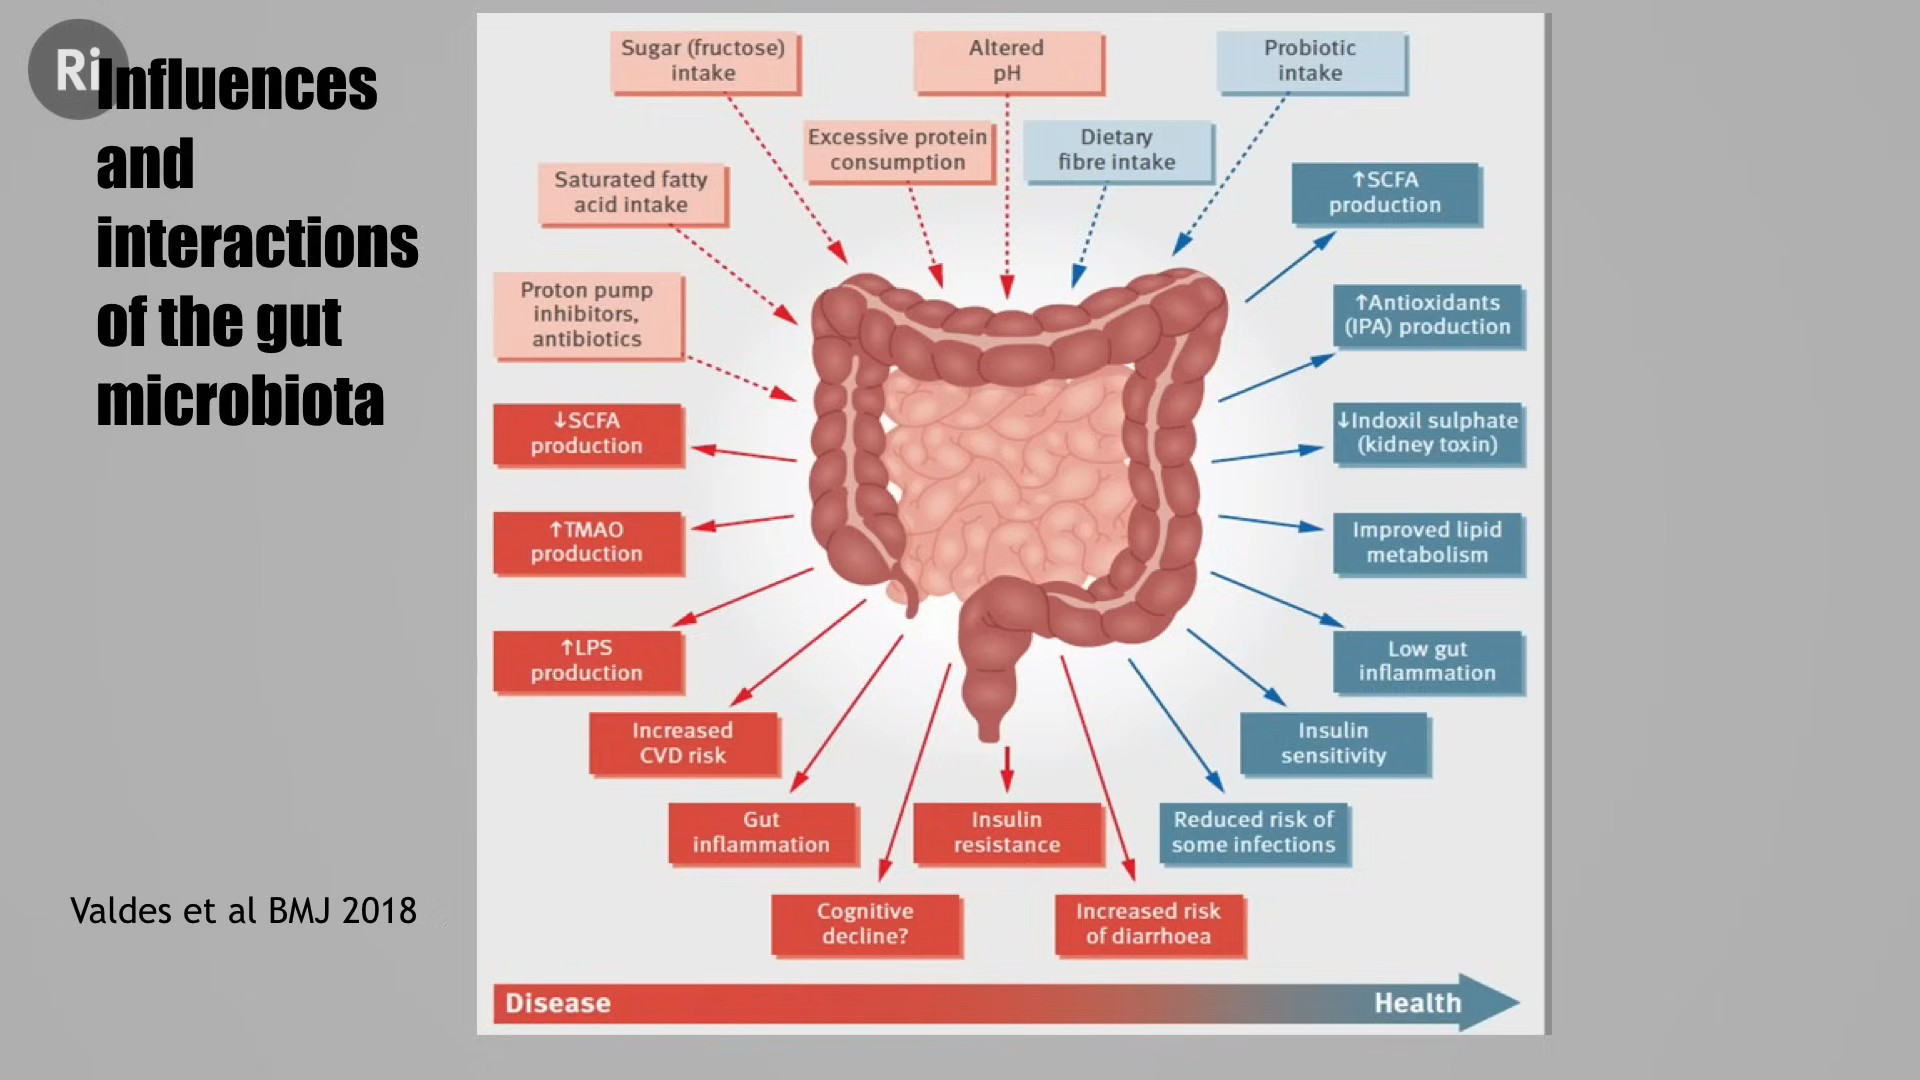 Ri
Influences
and
interactions
of the gut
microbiota
Valdes et al BMJ 2018
Sugar (fructose)
intake
Altered
pH
Probiotic
intake
Excessive protein
consumption
Dietary
fibre intake
Saturated fatty
acid intake
↑SCFA
production
Proton pump
inhibitors,
antibiotics
↑Antioxidants
(IPA) production
↓SCFA
production
↓Indoxil sulphate
(kidney toxin)
↑TMAO
production
Improved lipid
metabolism
↑LPS
production
Low gut
inflammation
Increased
CVD risk
Insulin
sensitivity
Gut
inflammation
Insulin
resistance
Reduced risk of
some infections
Cognitive
decline?
Increased risk
of diarrhoea
Disease
Health